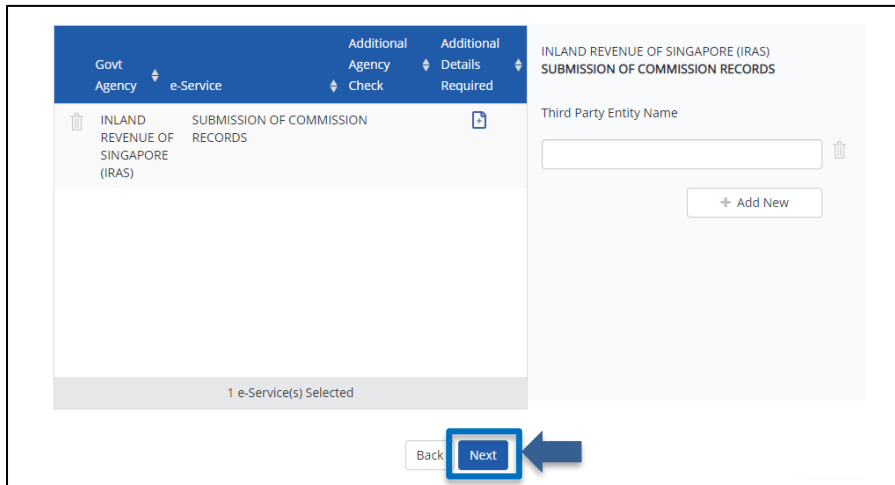 Govt
Agency
e-Service
Additional
Agency
Check
Additional
Details
Required
INLAND
REVENUE OF
SINGAPORE
(IRAS)
SUBMISSION OF COMMISSION
RECORDS
1 e-Service(s) Selected
INLAND REVENUE OF SINGAPORE (IRAS)
SUBMISSION OF COMMISSION RECORDS
Third Party Entity Name
+ Add New
Back
Next